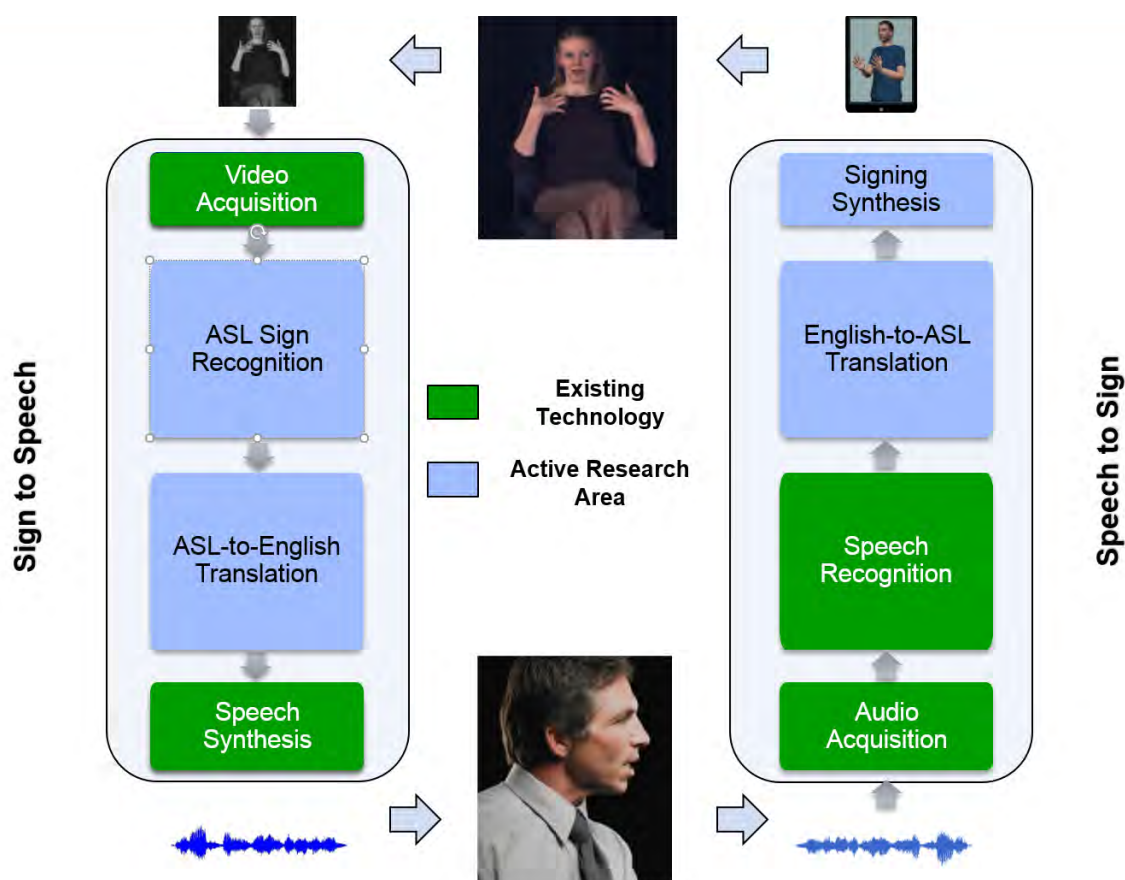 Sign to Speech
Video
Acquisition
ASL Sign
Recognition
ASL-to-English
Translation
Speech
Synthesis
Existing
Technology
Active Research
Area
Signing
Synthesis
English-to-ASL
Translation
Speech
Recognition
Audio
Acquisition
Speech to Sign